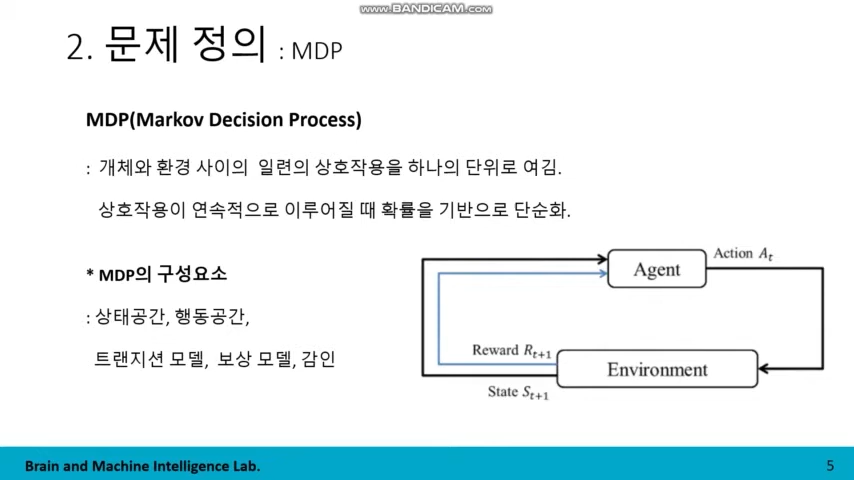 www.BANDICAM.com
2. 문제 정의 : MDP
MDP(Markov Decision Process)
: 개체와 환경 사이의 일련의 상호작용을 하나의 단위로 여김.
상호작용이 연속적으로 이루어질 때 확률을 기반으로 단순화.
* MDP의 구성요소
: 상태공간, 행동공간,
트랜지션 모델, 보상 모델, 감인
Agent
Action Aₜ
Reward Rₜ₊₁
Environment
State Sₜ₊₁
Brain and Machine Intelligence Lab.
5